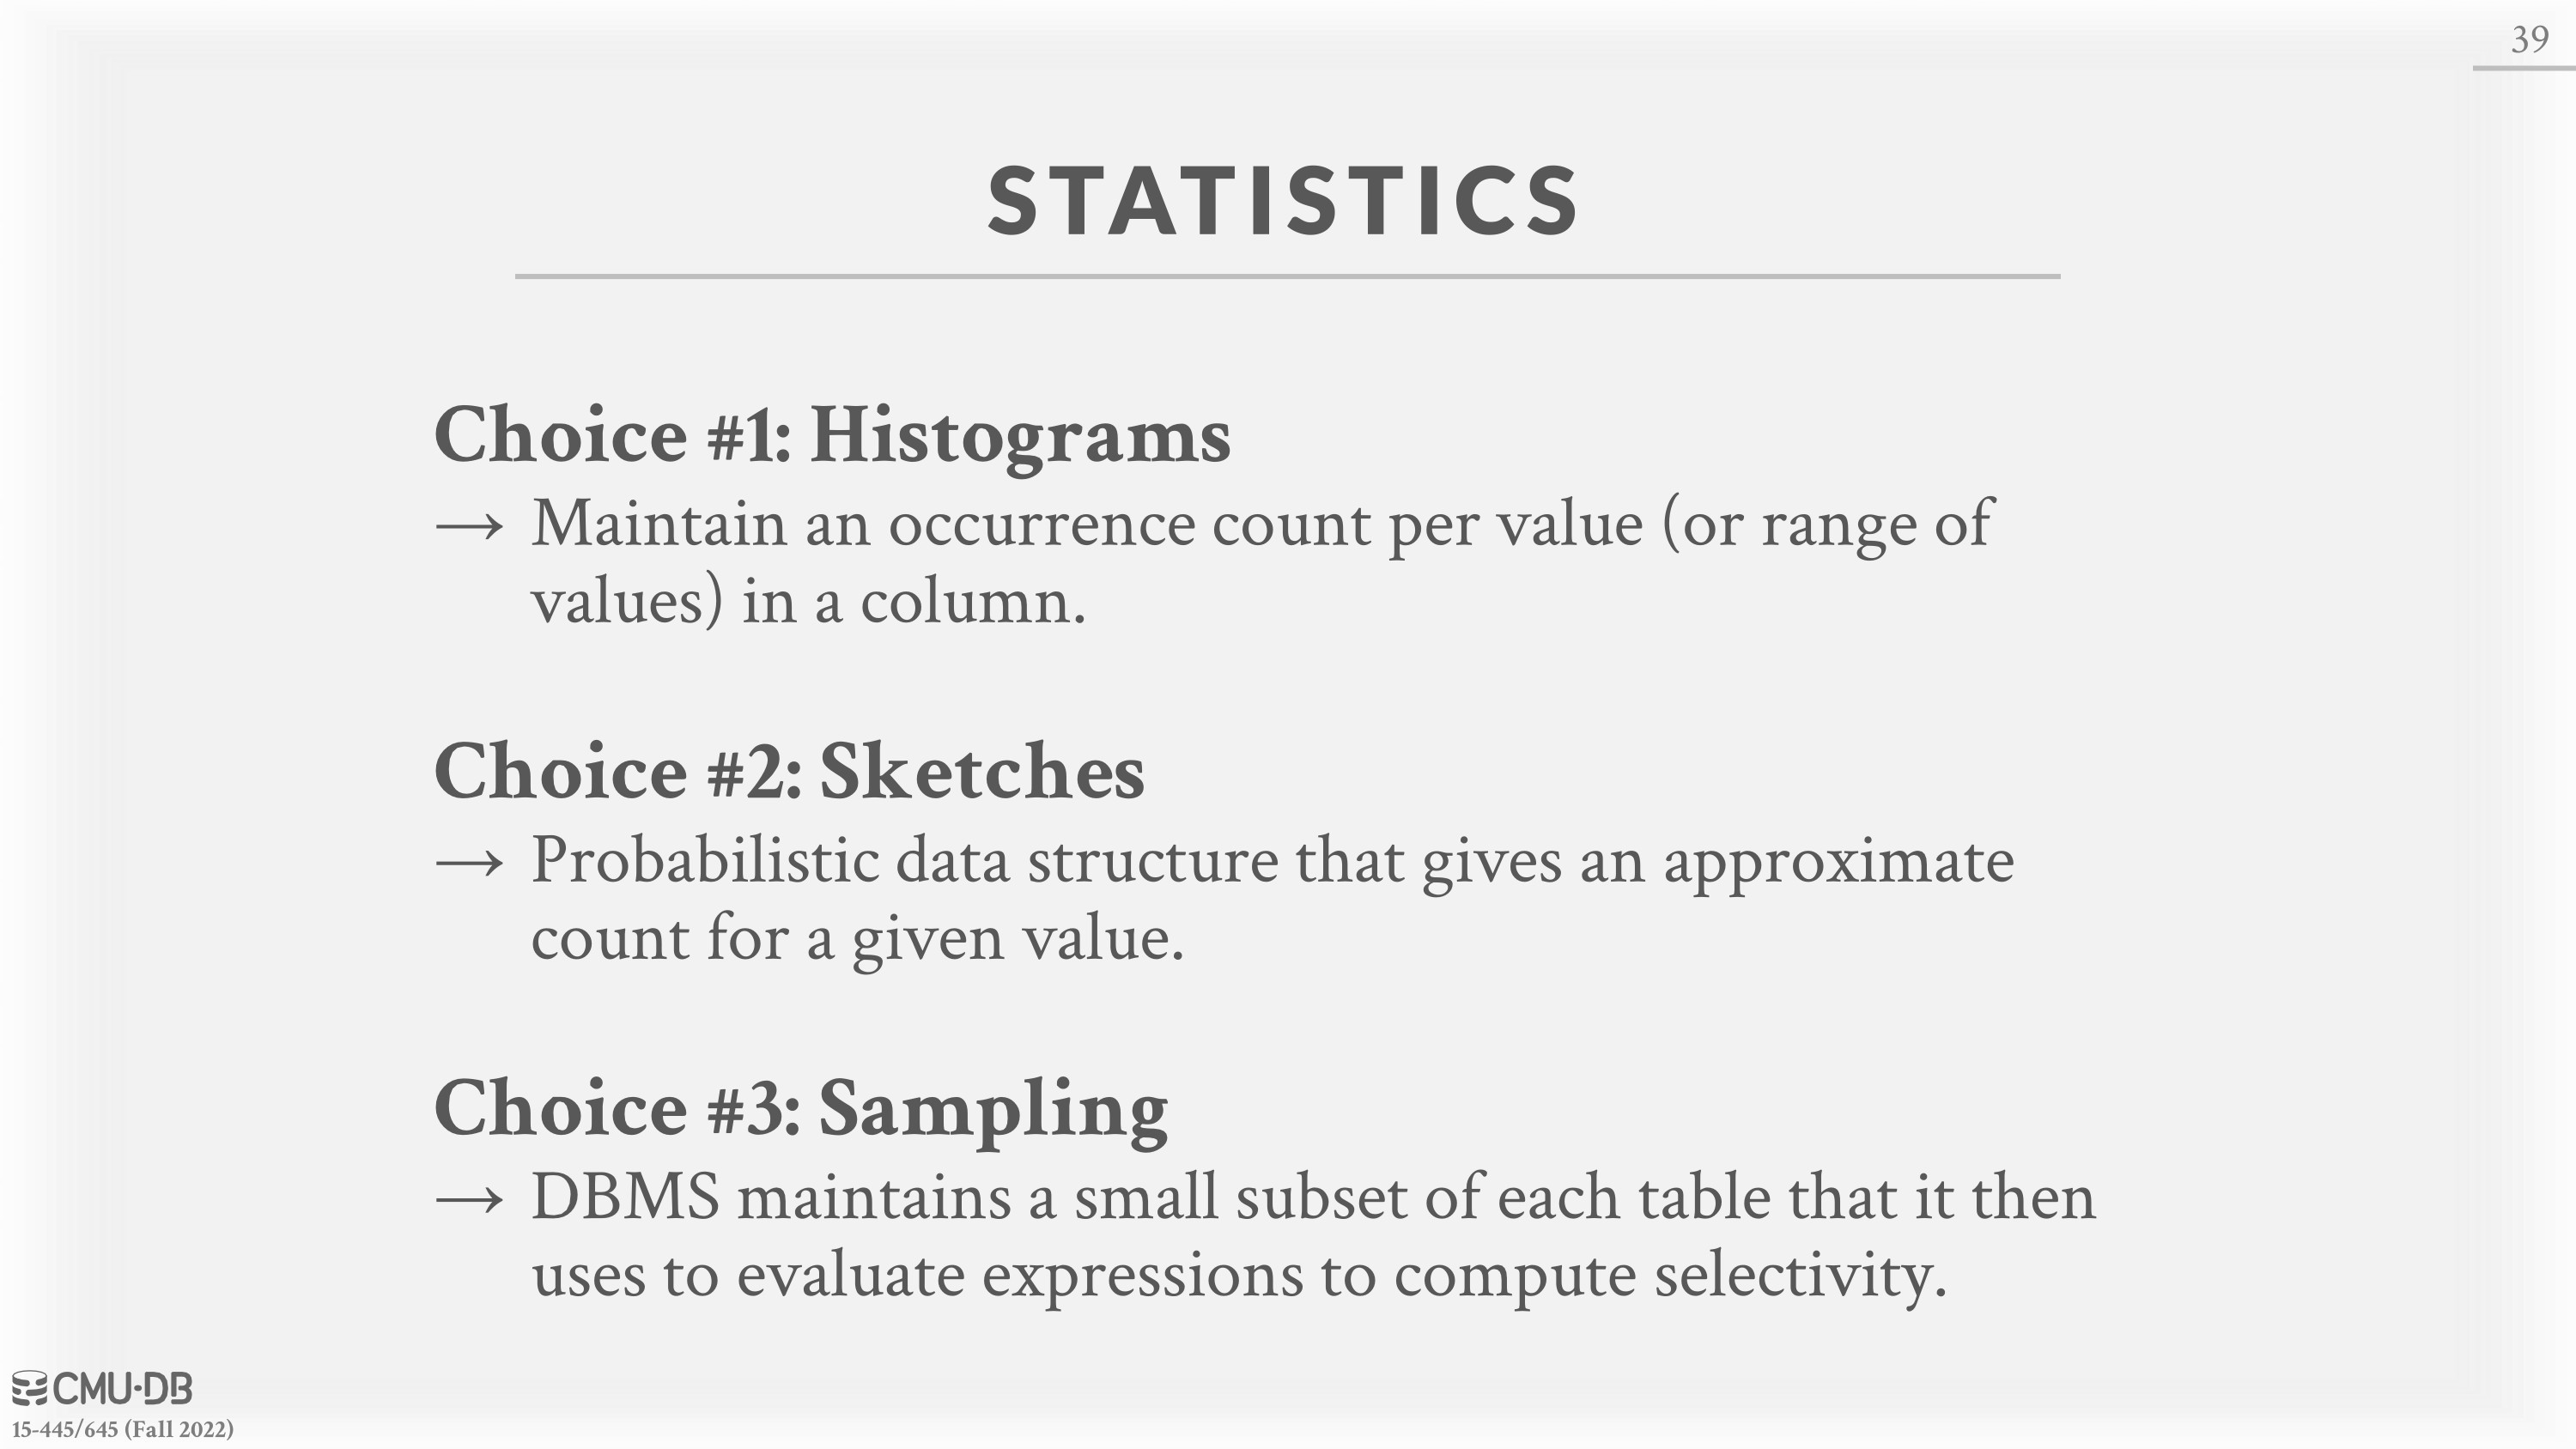 39
STATISTICS
Choice #1: Histograms
→ Maintain an occurrence count per value (or range of
values) in a column.
Choice #2: Sketches
→ Probabilistic data structure that gives an approximate
count for a given value.
Choice #3: Sampling
→ DBMS maintains a small subset of each table that it then
uses to evaluate expressions to compute selectivity.
CMU·DB
15-445/645 (Fall 2022)